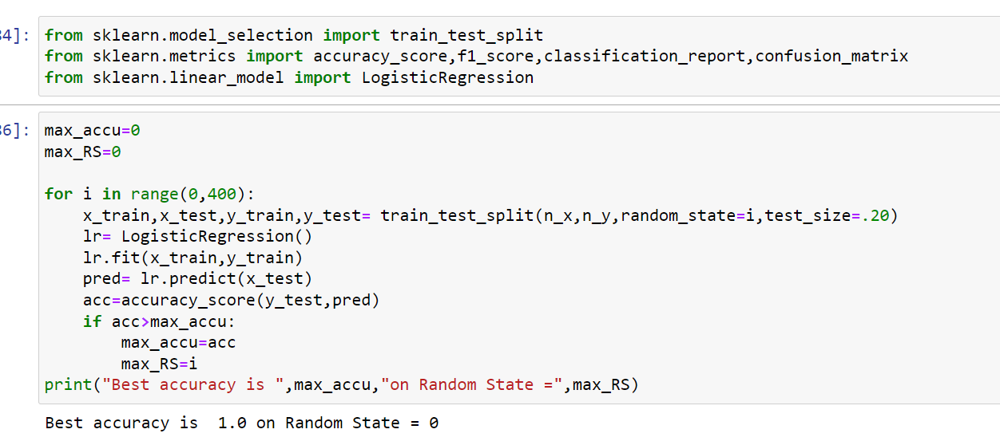 34]:
from sklearn.model_selection import train_test_split
from sklearn.metrics import accuracy_score,f1_score,classification_report,confusion_matrix
from sklearn.linear_model import LogisticRegression
36]:
max_accu=0
max_RS=0
for i in range(0,400):
x_train,x_test,y_train,y_test= train_test_split(n_x,n_y,random_state=i,test_size=.20)
lr= LogisticRegression()
lr.fit(x_train,y_train)
pred= lr.predict(x_test)
acc=accuracy_score(y_test,pred)
if acc>max_accu:
max_accu=acc
max_RS=i
print("Best accuracy is ",max_accu,"on Random State =",max_RS)
Best accuracy is  1.0 on Random State = 0